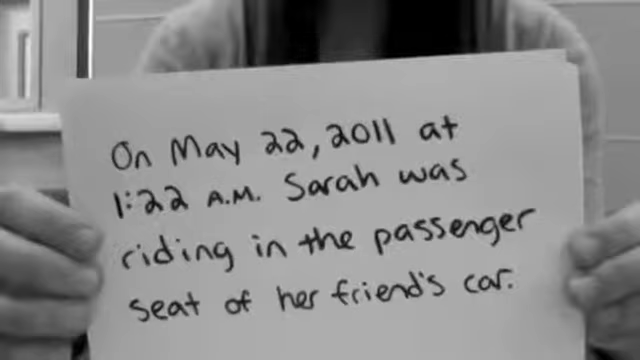 On May 22, 2011 at
1:22 A.M. Sarah was
riding in the passenger
seat of her friend's car.